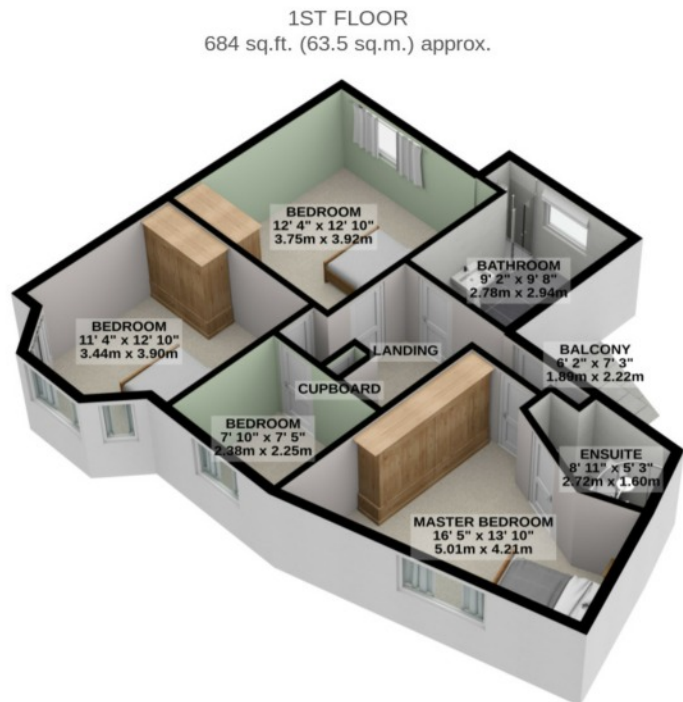 1ST FLOOR
684 sq.ft. (63.5 sq.m.) approx.
BEDROOM
12' 4" x 12' 10"
3.75m x 3.92m
BATHROOM
9' 2" x 9' 8"
2.78m x 2.94m
BEDROOM
11' 4" x 12' 10"
3.44m x 3.90m
LANDING
BALCONY
6' 2" x 7' 3"
1.89m x 2.22m
CUPBOARD
BEDROOM
7' 10" x 7' 5"
2.38m x 2.25m
ENSUITE
8' 11" x 5' 3"
2.72m x 1.60m
MASTER BEDROOM
16' 5" x 13' 10"
5.01m x 4.21m